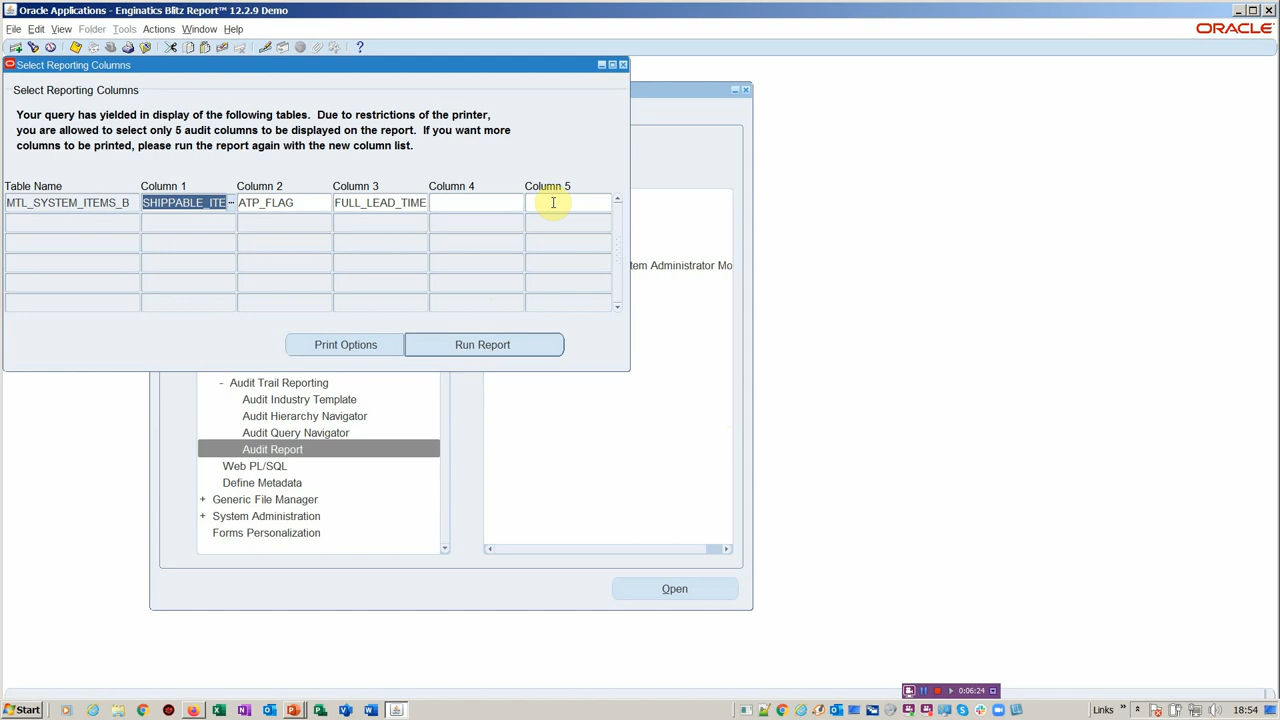 Oracle Applications - Enginatics Blitz Report™ 12.2.9 Demo
File Edit View Folder Tools Actions Window Help
ORACLE
Select Reporting Columns
Select Reporting Columns
Your query has yielded in display of the following tables. Due to restrictions of the printer,
you are allowed to select only 5 audit columns to be displayed on the report. If you want more
columns to be printed, please run the report again with the new column list.
Table Name Column 1 Column 2 Column 3 Column 4 Column 5
MTL_SYSTEM_ITEMS_B SHIPPABLE_ITE ATP_FLAG FULL_LEAD_TIME
tem Administrator Mo
Print Options Run Report
- Audit Trail Reporting
Audit Industry Template
Audit Hierarchy Navigator
Audit Query Navigator
Audit Report
Web PL/SQL
Define Metadata
+ Generic File Manager
+ System Administration
Forms Personalization
Open
0:06:24
Start
Links » 18:54